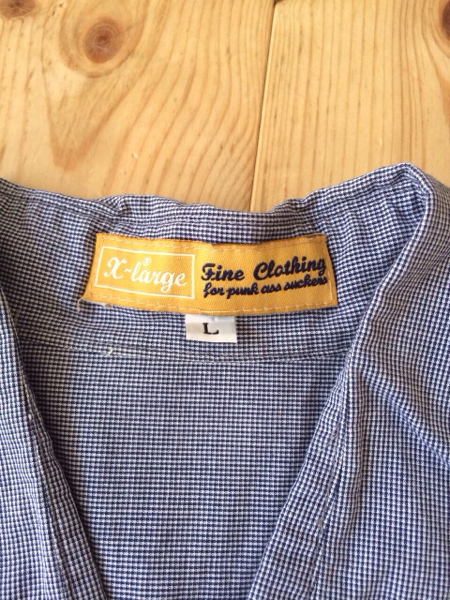 X-large
®
Fine Clothing
for punk ass suckers
L